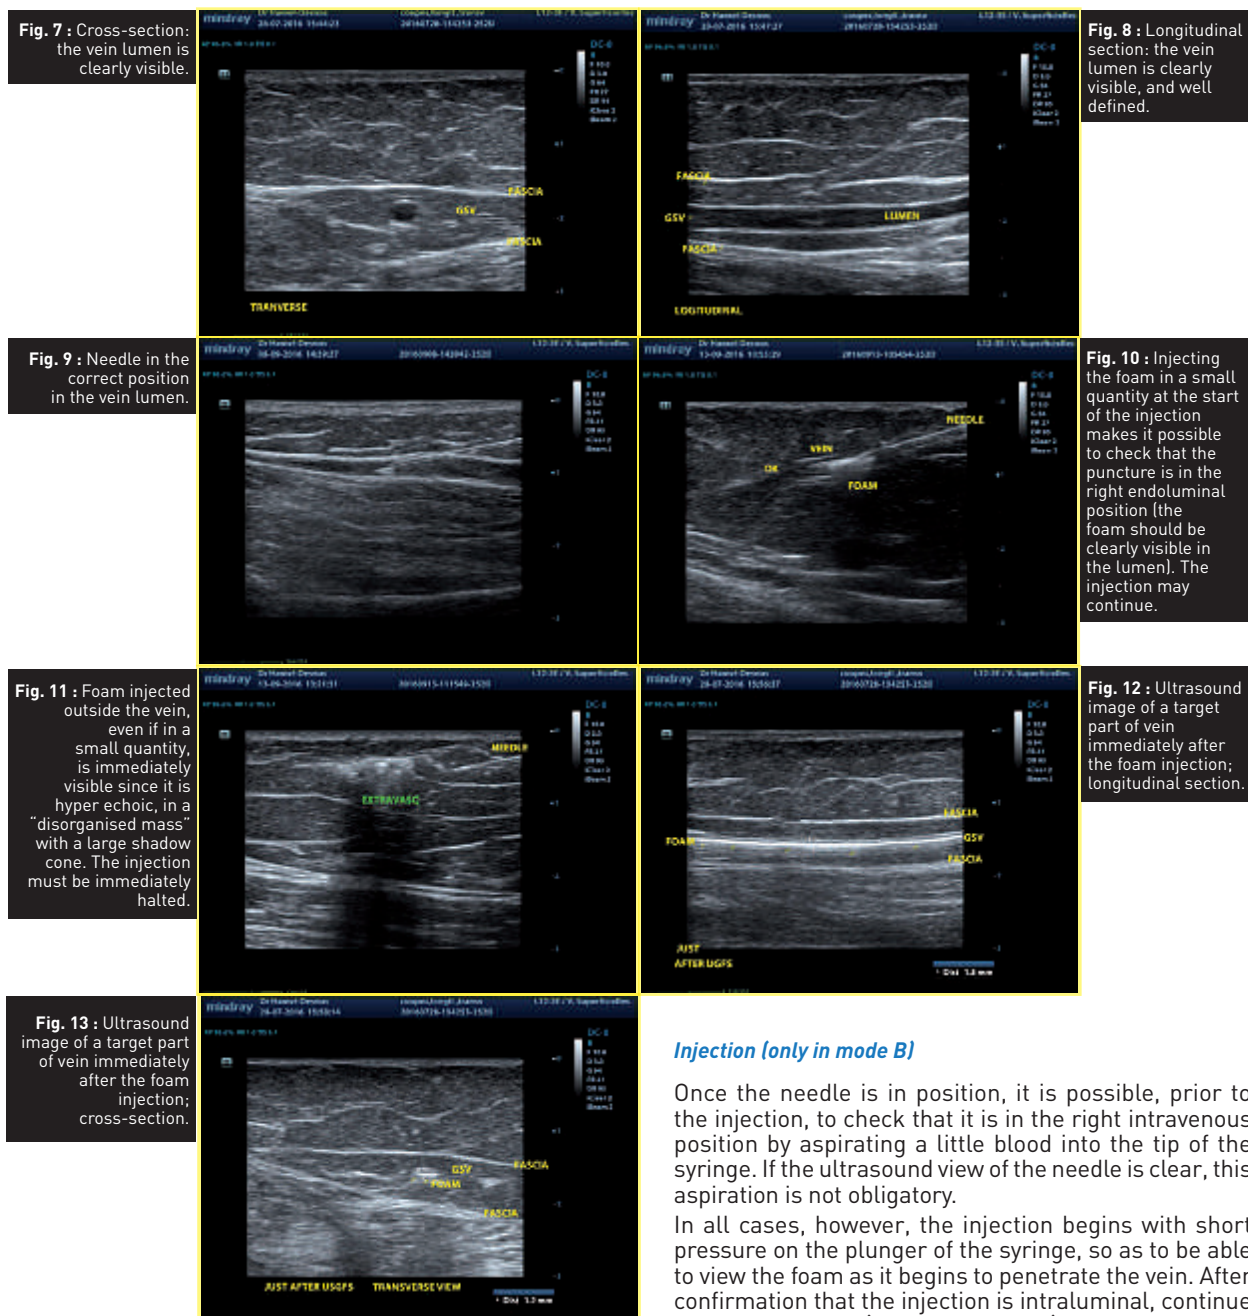 Fig. 7 : Cross-section:
the vein lumen is
clearly visible.
mindray
TRANVERSE
FASCIA
GSV
FASCIA
mindray
FASCIA
GSV
LUMEN
FASCIA
LOGITUDINAL
Fig. 8 : Longitudinal
section: the vein
lumen is clearly
visible, and well
defined.
Fig. 9 : Needle in the
correct position
in the vein lumen.
mindray
mindray
NEEDLE
VEIN
OK
FOAM
Fig. 10 : Injecting
the foam in a small
quantity at the start
of the injection
makes it possible
to check that the
puncture is in the
right endoluminal
position (the
foam should be
clearly visible in
the lumen). The
injection may
continue.
Fig. 11 : Foam injected
outside the vein,
even if in a
small quantity,
is immediately
visible since it is
hyper echoic, in a
“disorganised mass”
with a large shadow
cone. The injection
must be immediately
halted.
mindray
NEEDLE
EXTRAVASC
mindray
FASCIA
FOAM
GSV
FASCIA
JUST
AFTER UGFS
Fig. 12 : Ultrasound
image of a target
part of vein
immediately after
the foam injection;
longitudinal section.
Fig. 13 : Ultrasound
image of a target part
of vein immediately
after the foam
injection;
cross-section.
mindray
GSV
FASCIA
FOAM
FASCIA
JUST AFTER USGFS TRANSVERSE VIEW
Injection (only in mode B)
Once the needle is in position, it is possible, prior to
the injection, to check that it is in the right intravenous
position by aspirating a little blood into the tip of the
syringe. If the ultrasound view of the needle is clear, this
aspiration is not obligatory.
In all cases, however, the injection begins with short
pressure on the plunger of the syringe, so as to be able
to view the foam as it begins to penetrate the vein. After
confirmation that the injection is intraluminal, continue